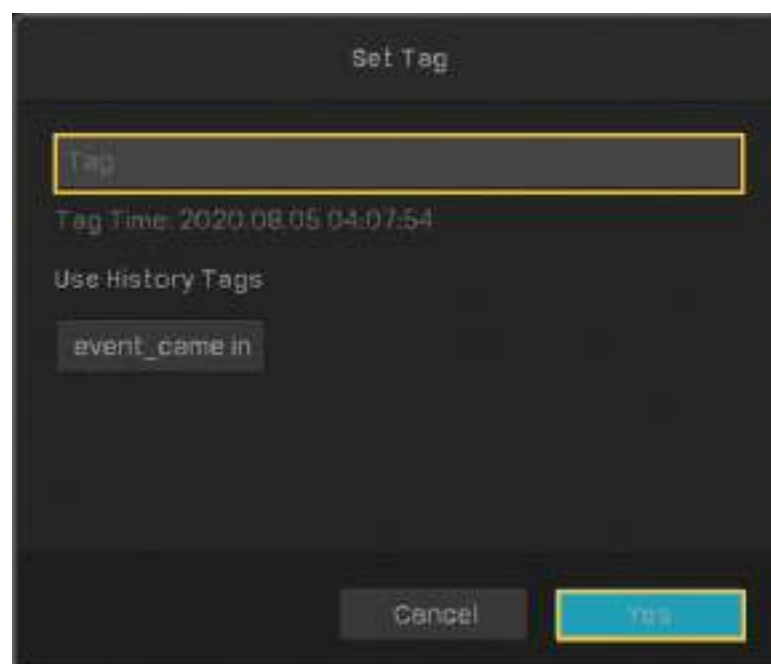 Set Tag
Tag
Tag Time: 2020.08.05 04:07:54
Use History Tags
event_came in
Cancel
Yes